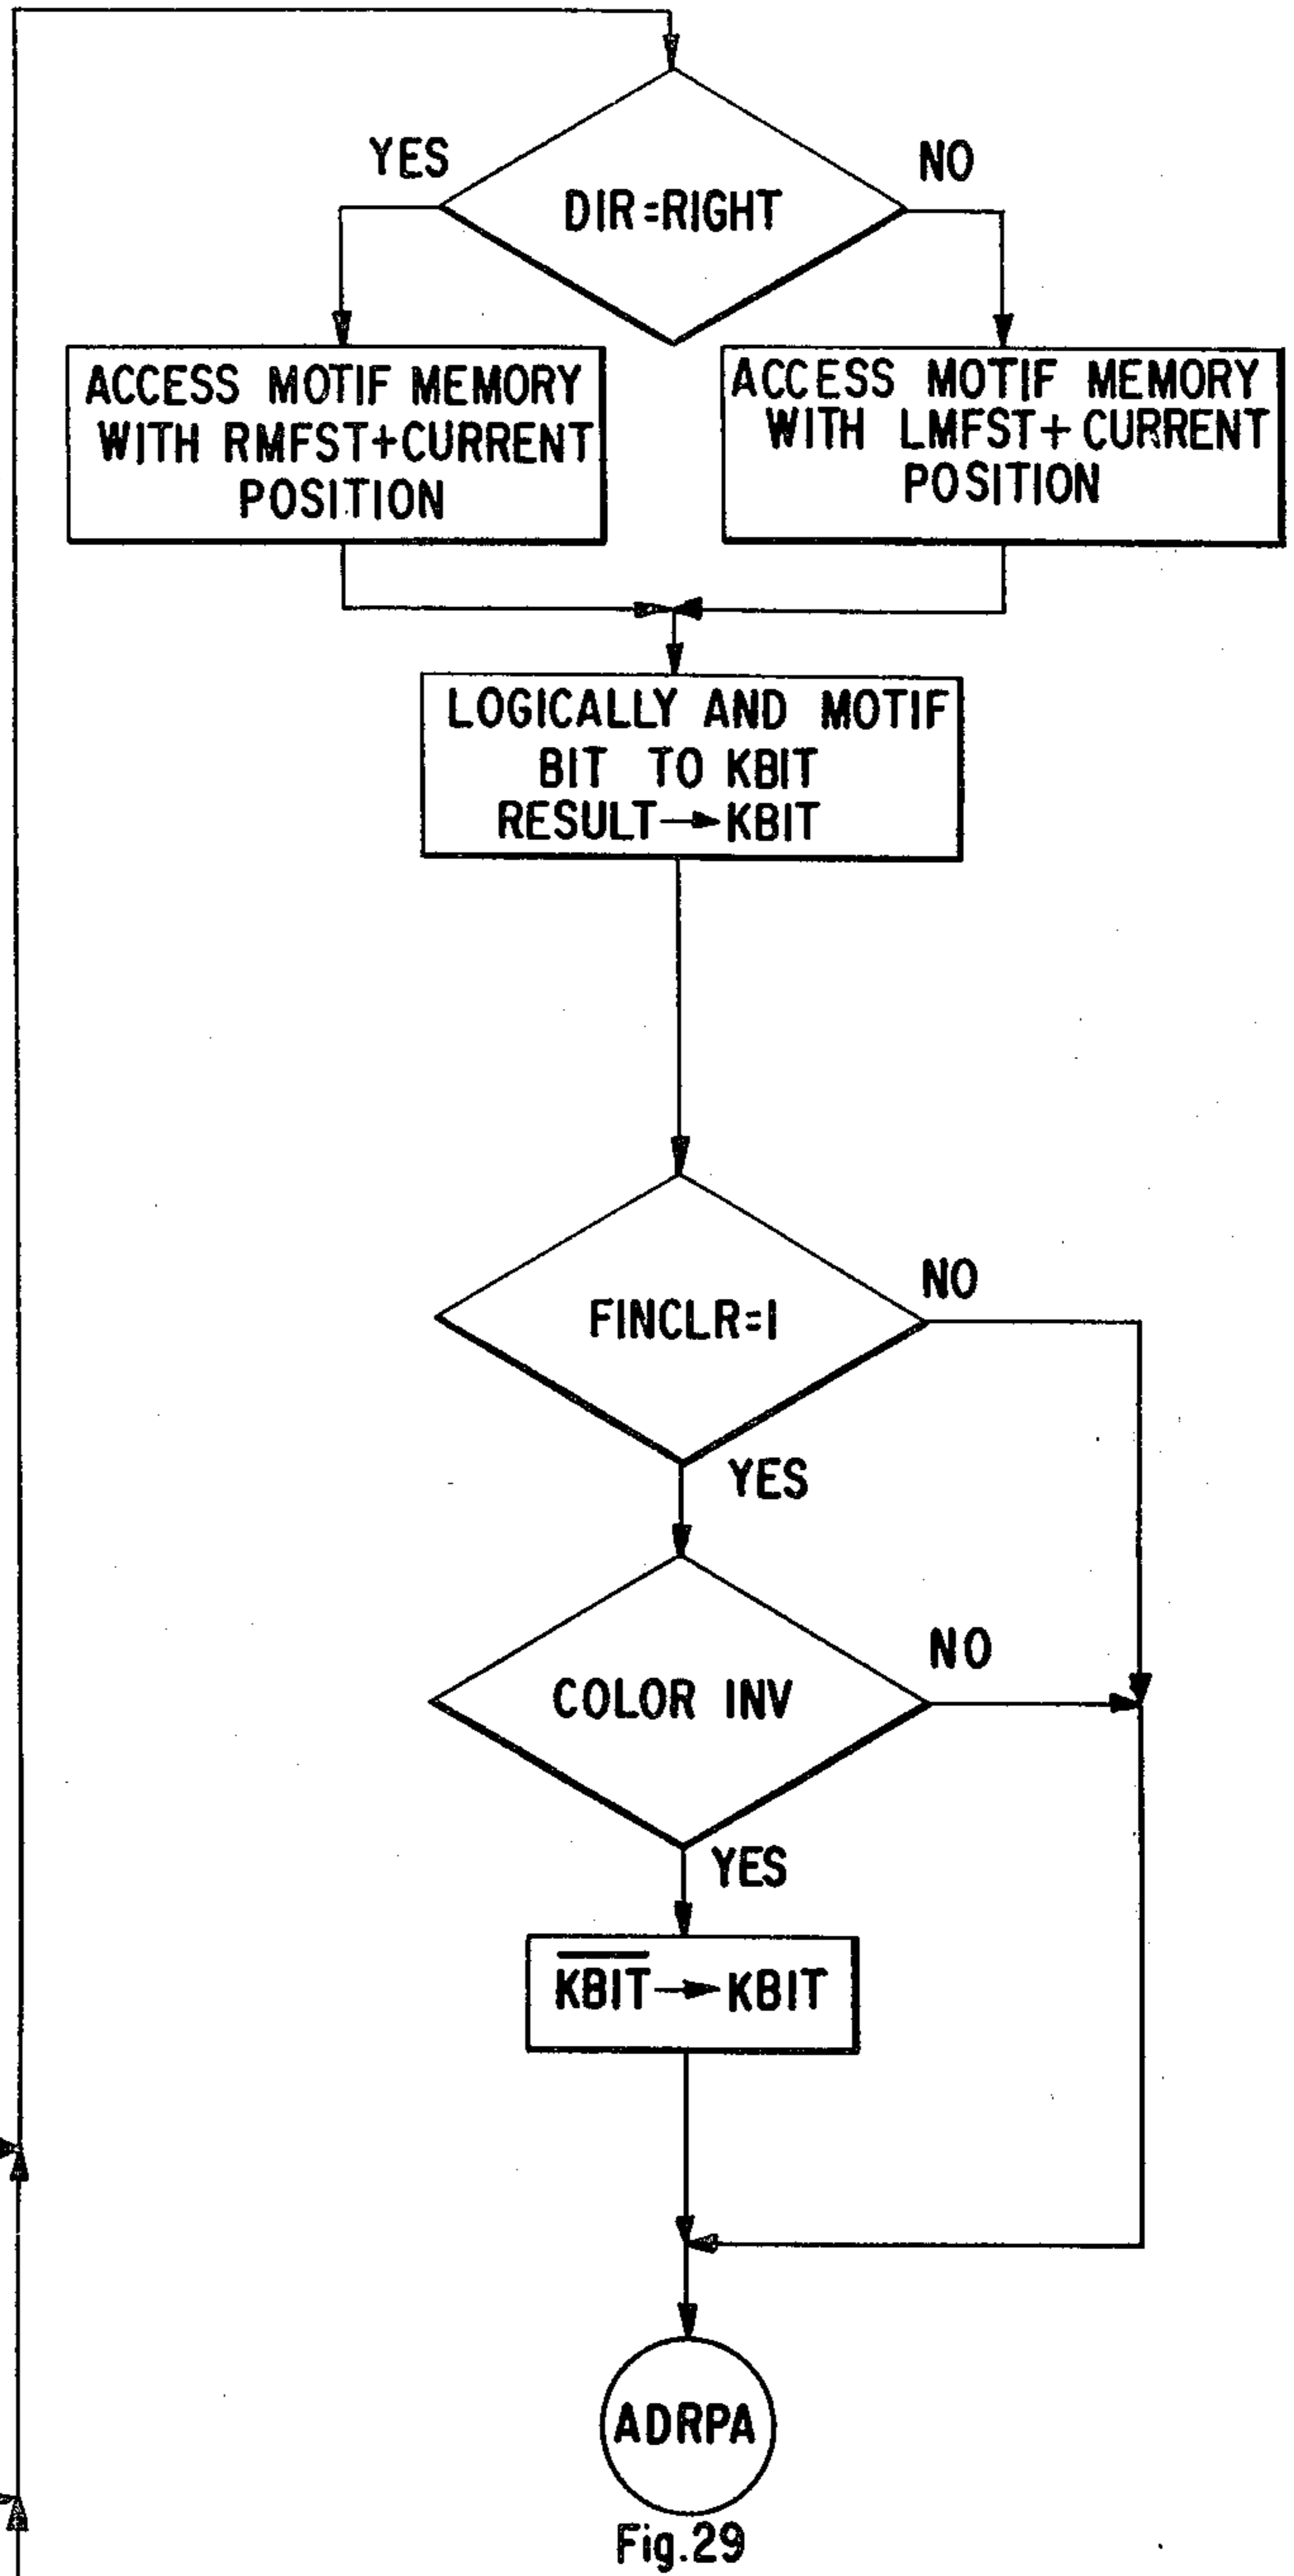 YES
NO
DIR=RIGHT
ACCESS MOTIF MEMORY
WITH RMFST+CURRENT
POSITION
ACCESS MOTIF MEMORY
WITH LMFST+CURRENT
POSITION
LOGICALLY AND MOTIF
BIT TO KBIT
RESULT→KBIT
NO
FINCLR=1
YES
NO
COLOR INV
YES
K̅B̅I̅T̅→KBIT
ADRPA
Fig.29